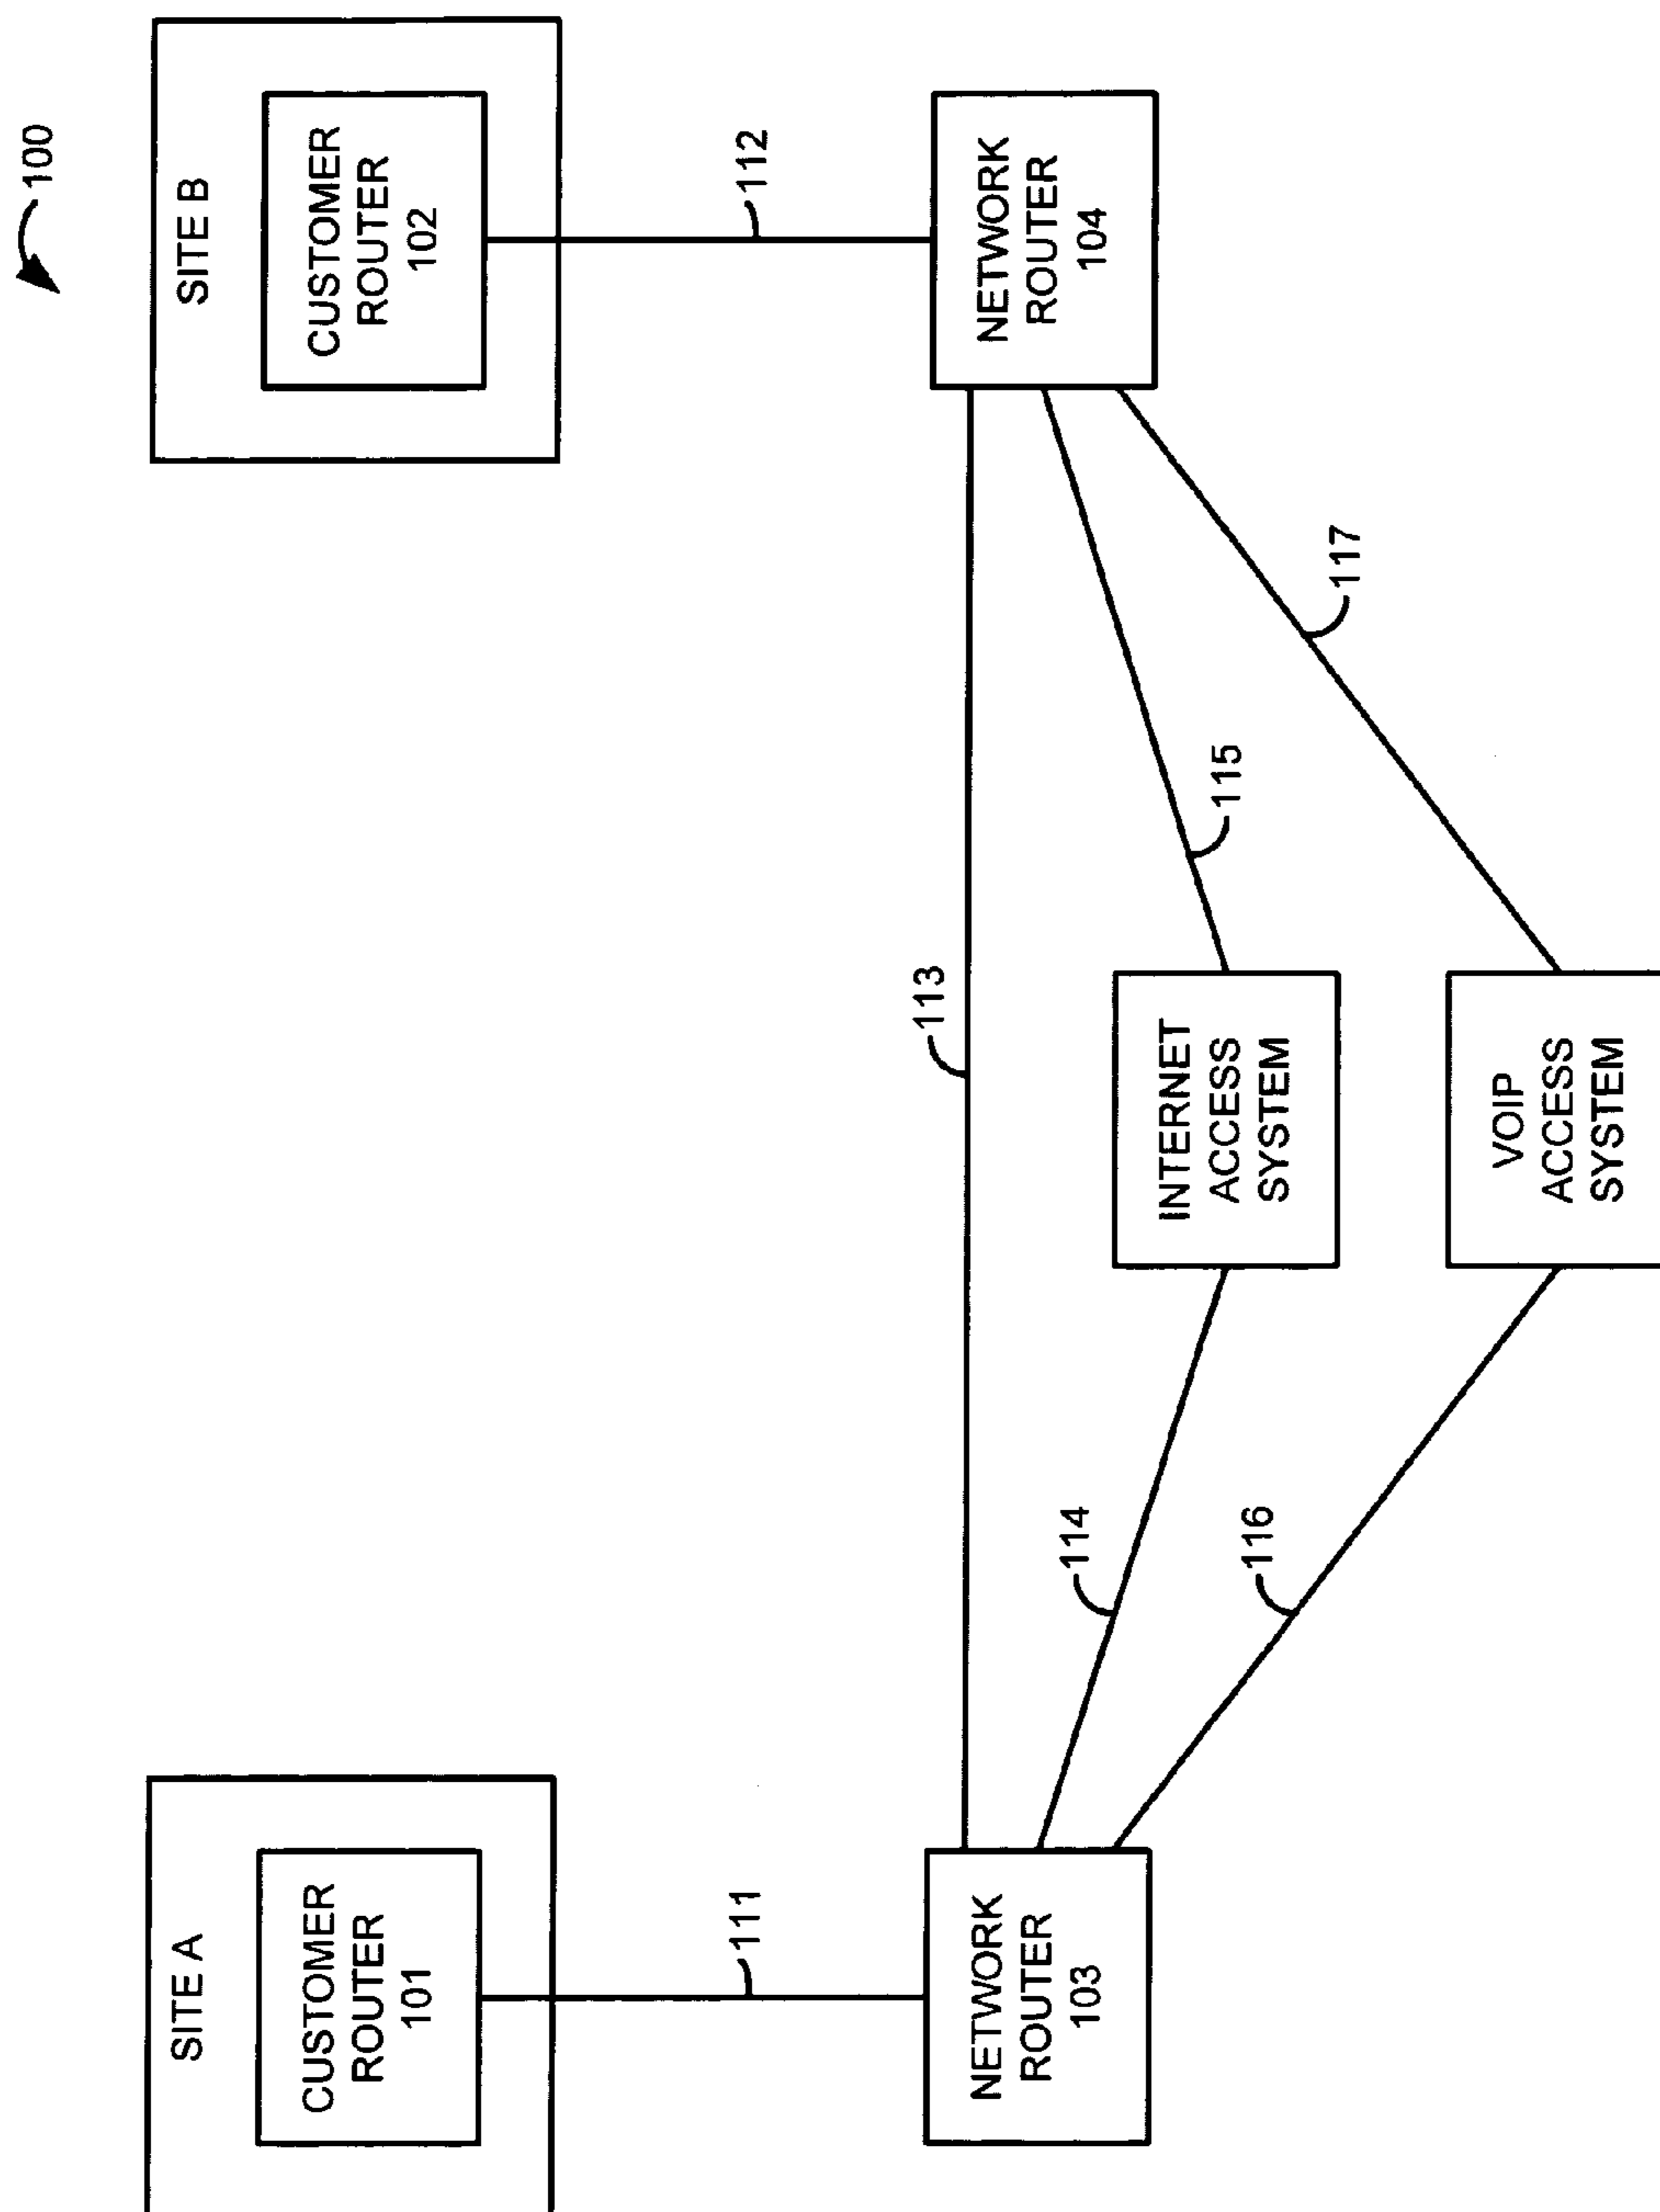 100
SITE A
CUSTOMER
ROUTER
101
SITE B
CUSTOMER
ROUTER
102
111
112
113
NETWORK
ROUTER
103
NETWORK
ROUTER
104
114
115
INTERNET
ACCESS
SYSTEM
116
117
VOIP
ACCESS
SYSTEM